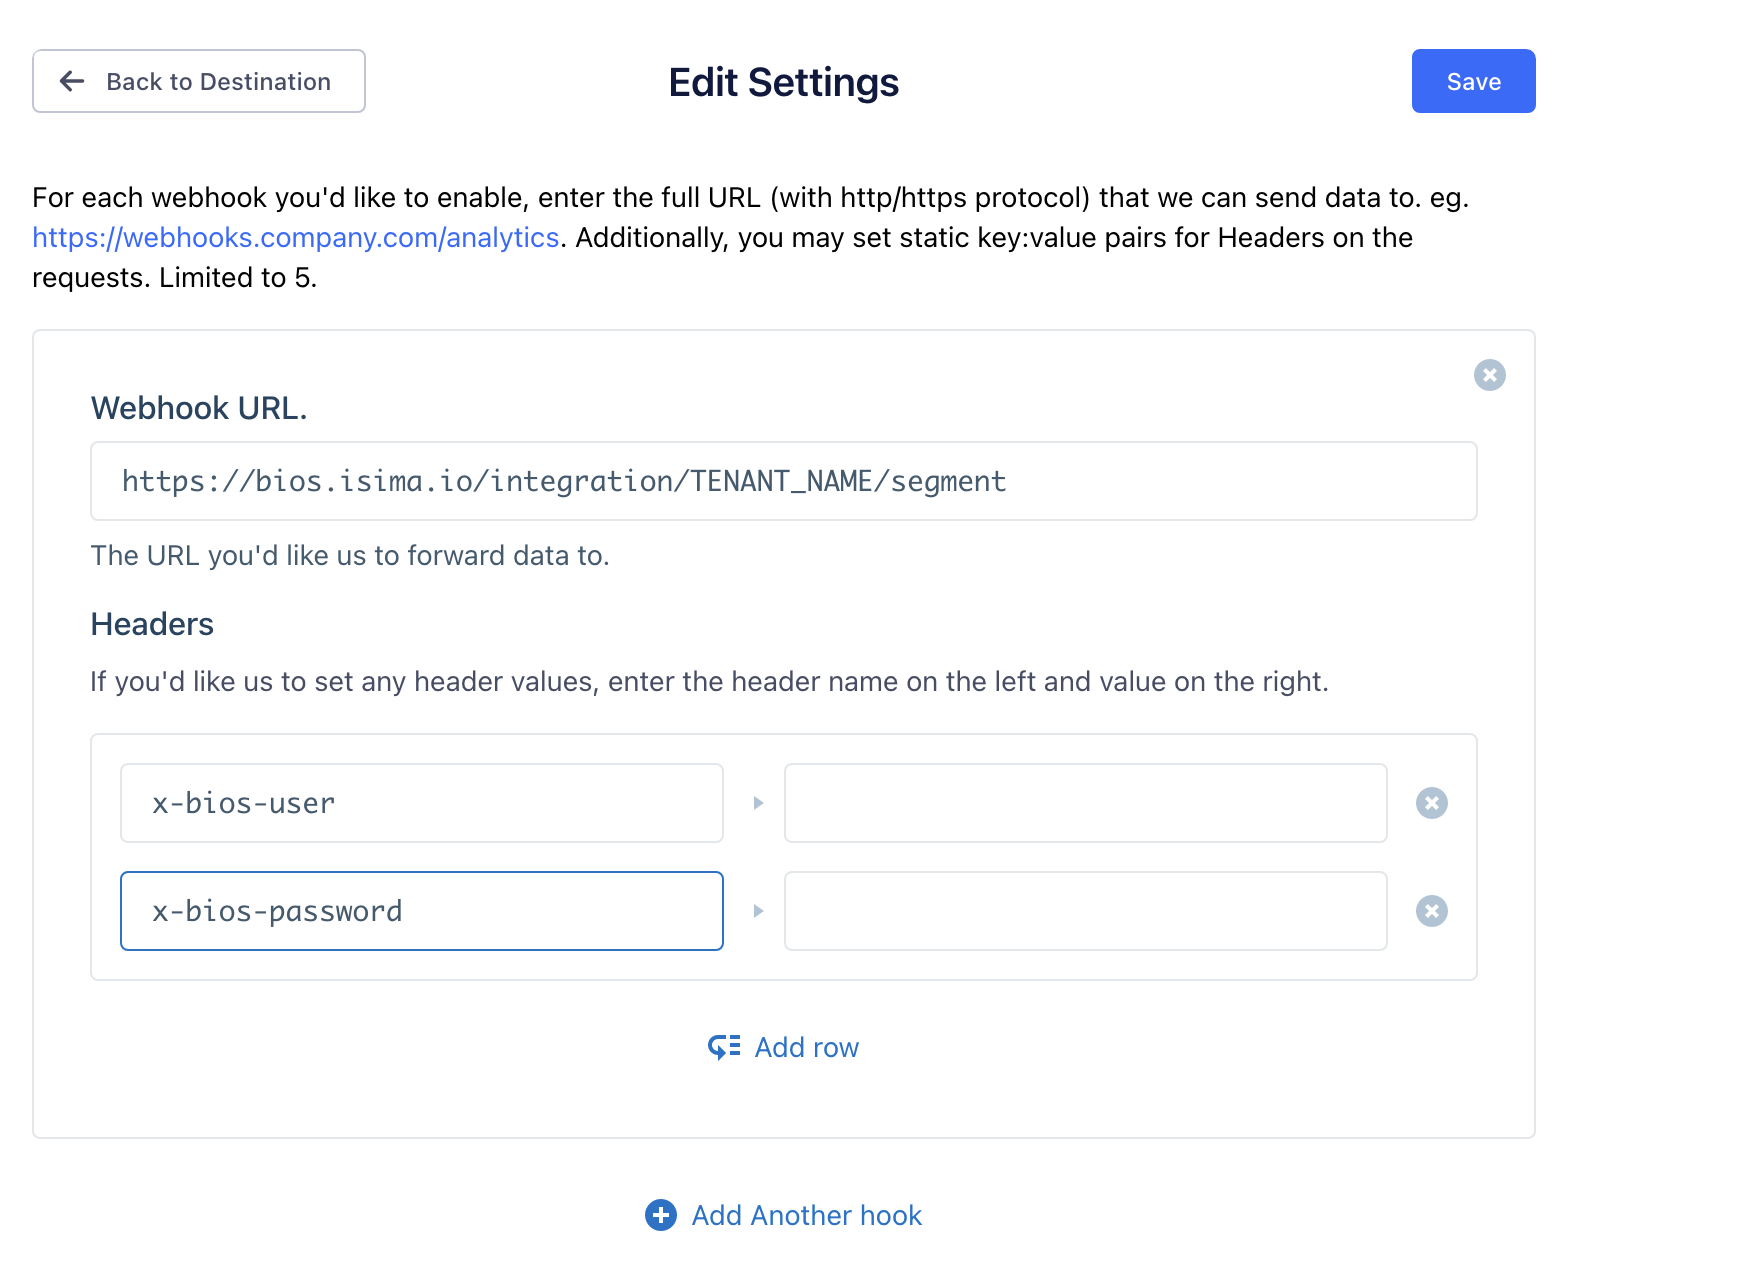 Back to Destination
Edit Settings
Save
For each webhook you'd like to enable, enter the full URL (with http/https protocol) that we can send data to. eg.
https://webhooks.company.com/analytics. Additionally, you may set static key:value pairs for Headers on the
requests. Limited to 5.
Webhook URL.
https://bios.isima.io/integration/TENANT_NAME/segment
The URL you'd like us to forward data to.
Headers
If you'd like us to set any header values, enter the header name on the left and value on the right.
x-bios-user
x-bios-password
Add row
Add Another hook